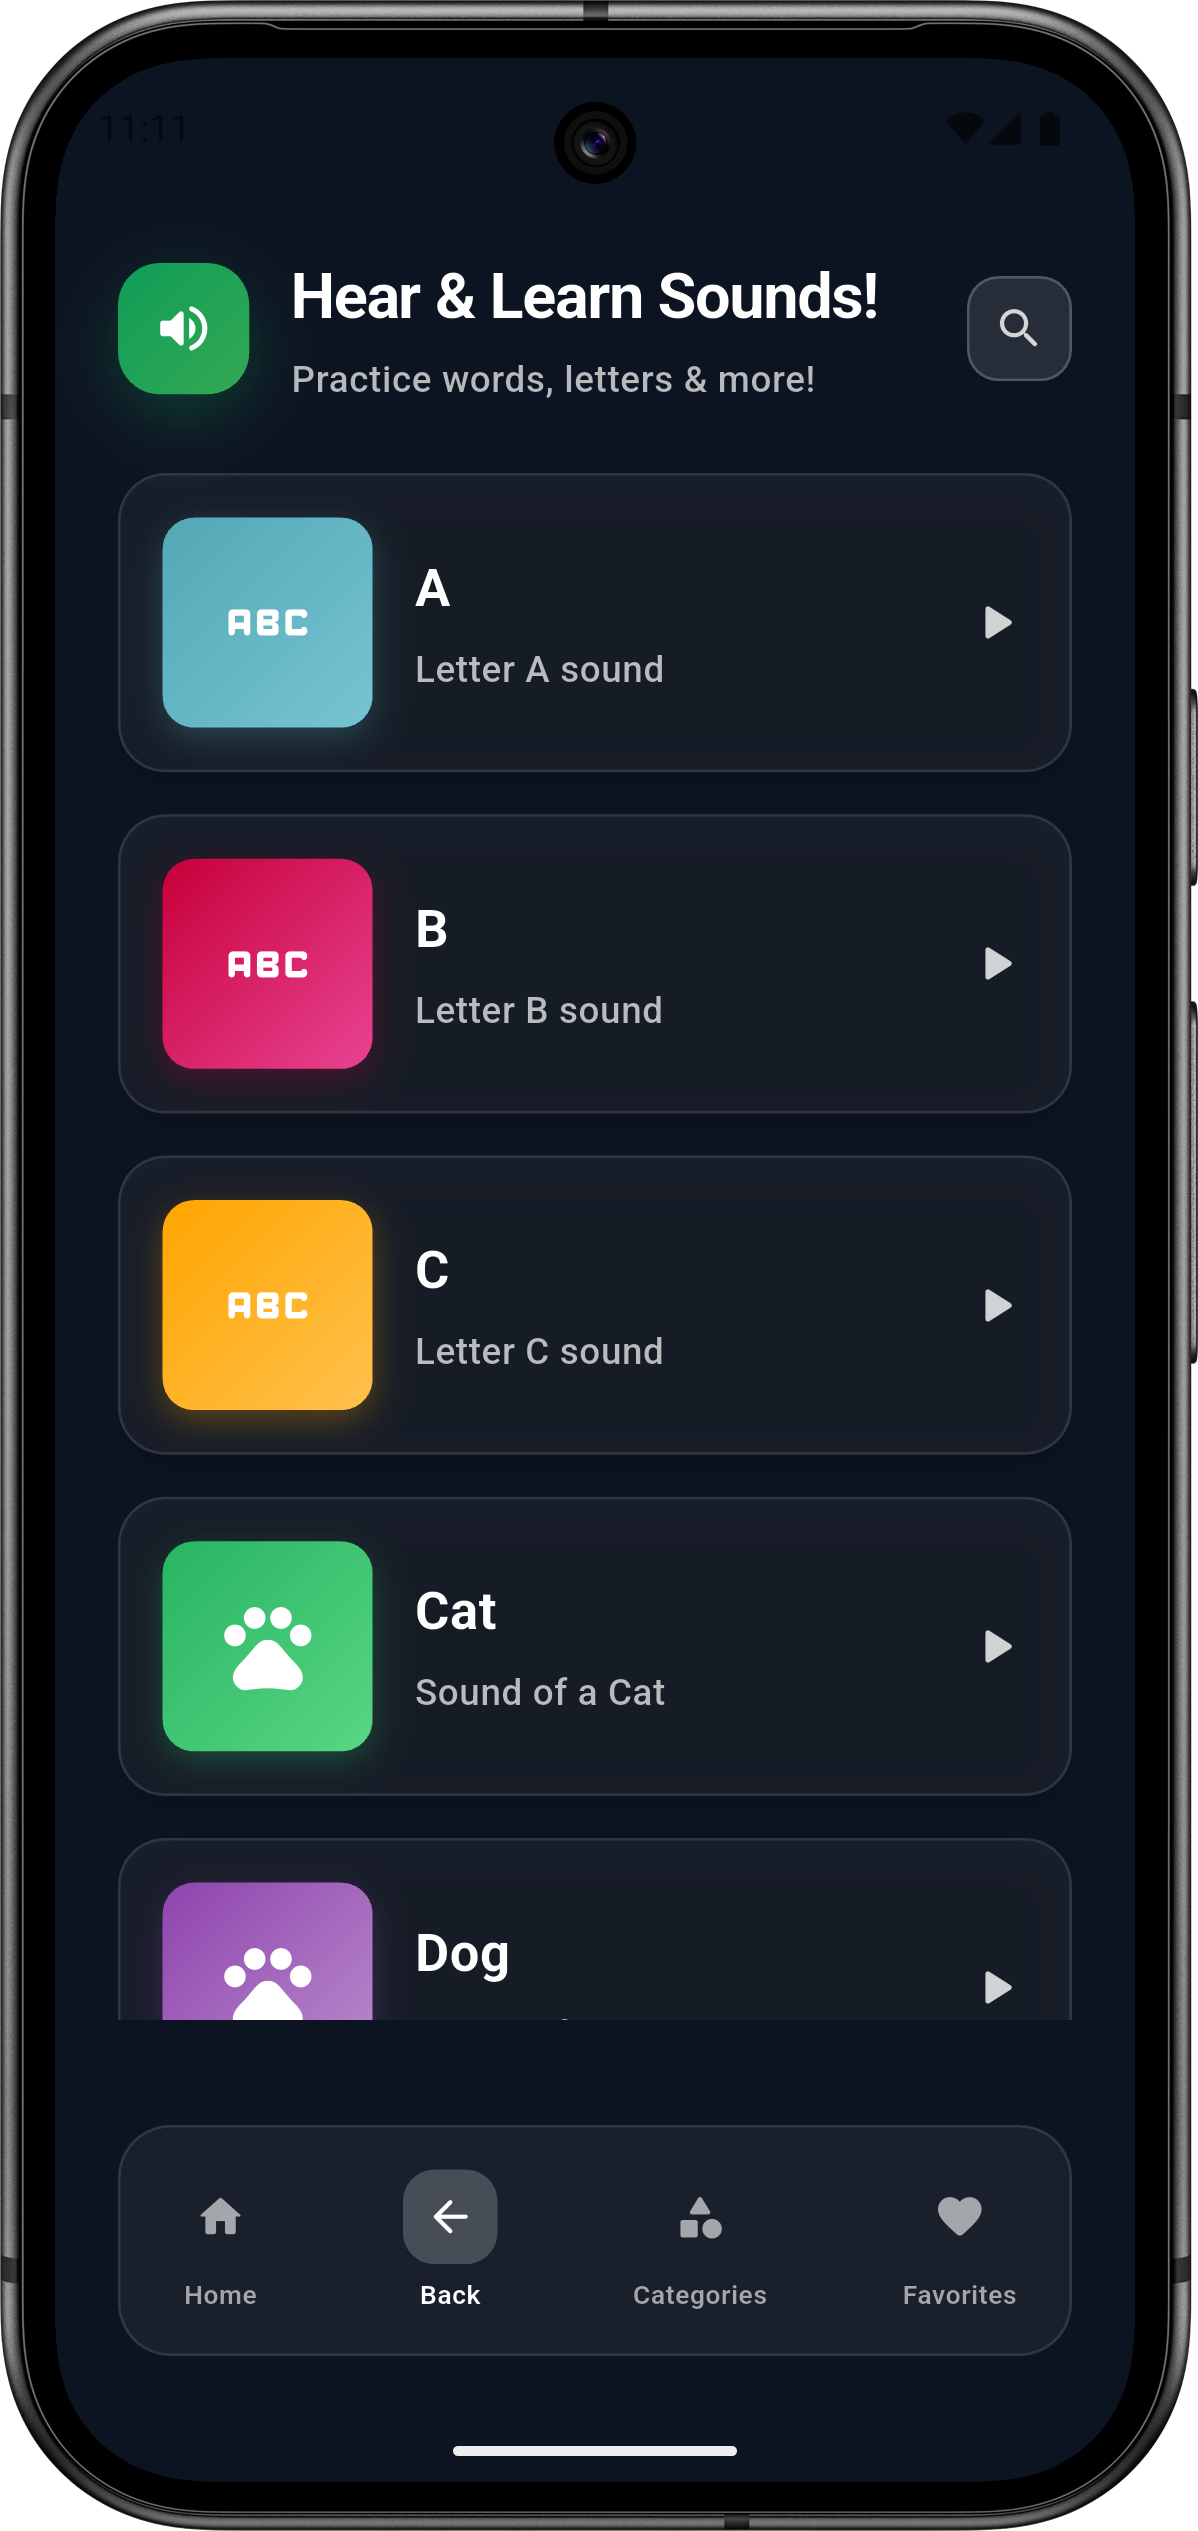 11:11
Hear & Learn Sounds!
Practice words, letters & more!
ABC
A
Letter A sound
ABC
B
Letter B sound
ABC
C
Letter C sound
Cat
Sound of a Cat
Dog
Home
Back
Categories
Favorites